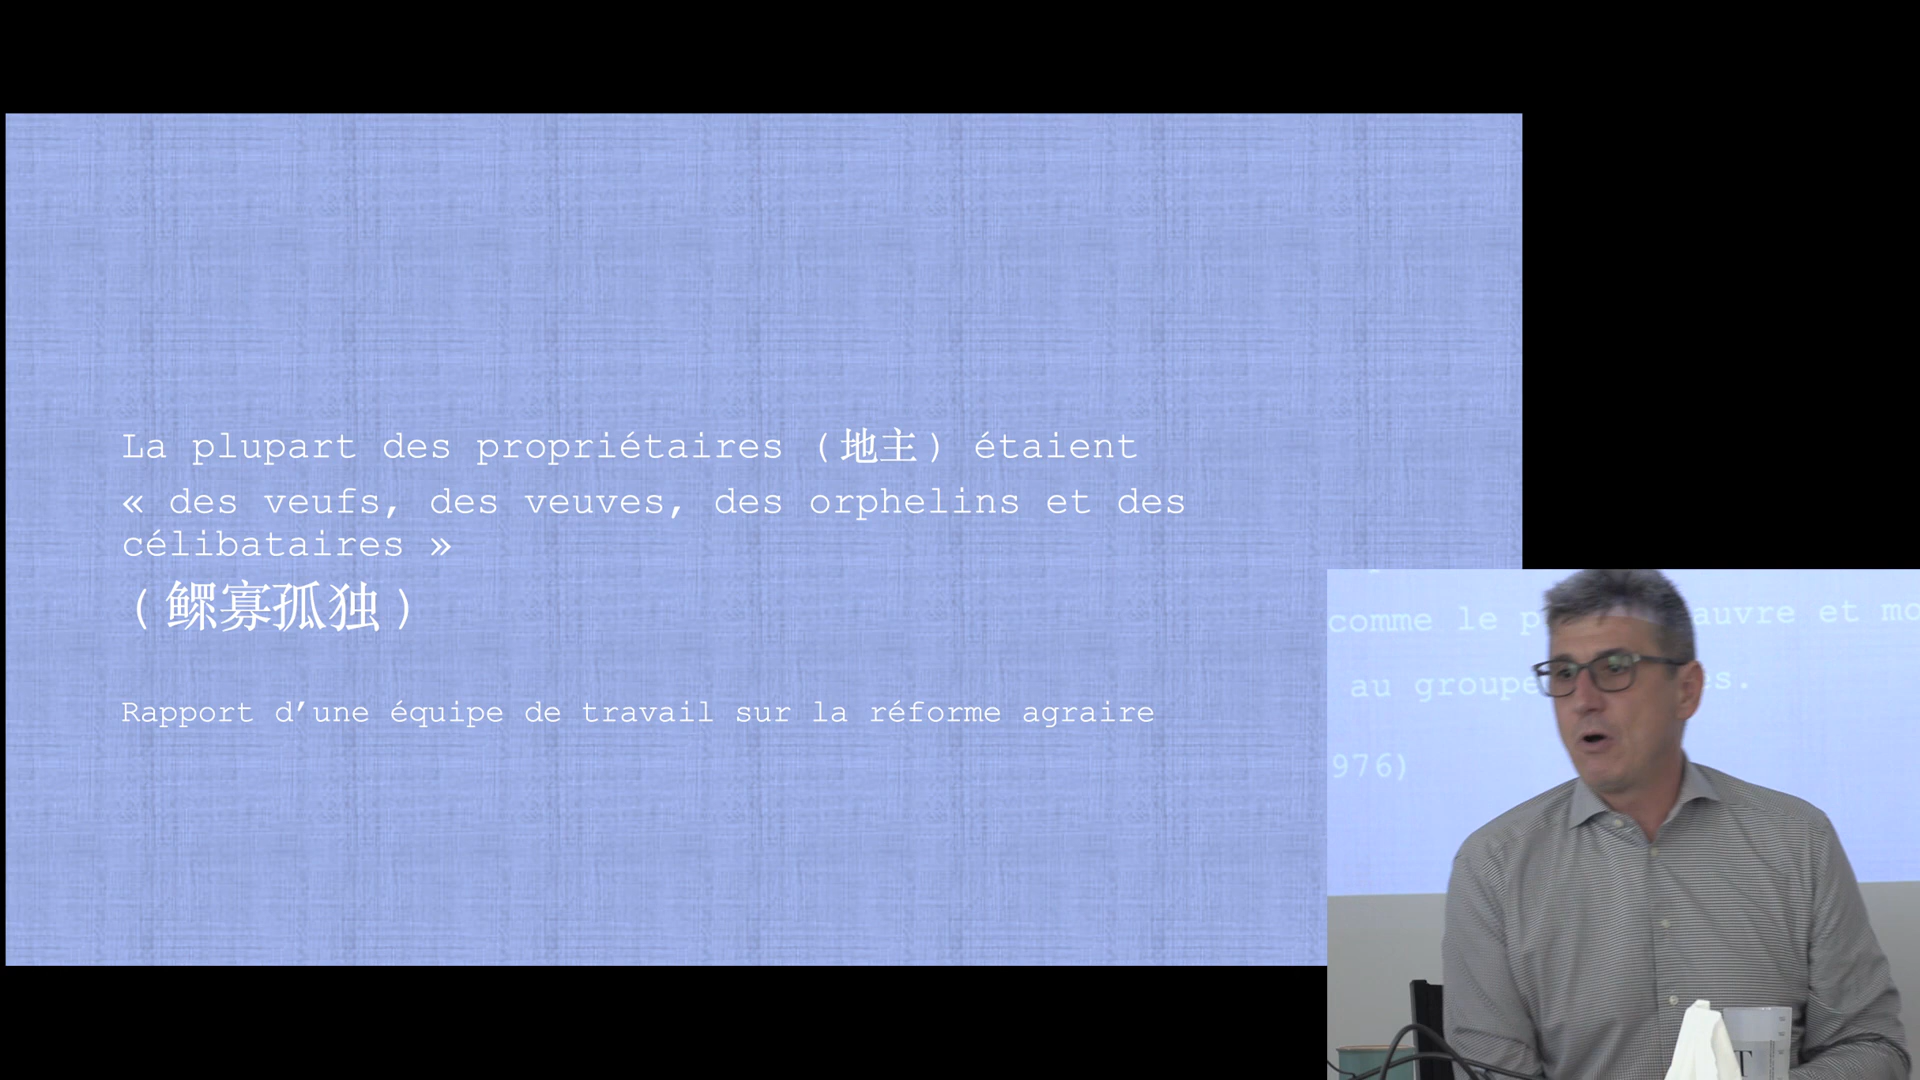 La plupart des propriétaires (地主) étaient
« des veufs, des veuves, des orphelins et des
célibataires »
(鳏寡孤独)
Rapport d’une équipe de travail sur la réforme agraire
comme le auvre et
au groupe
976)
T